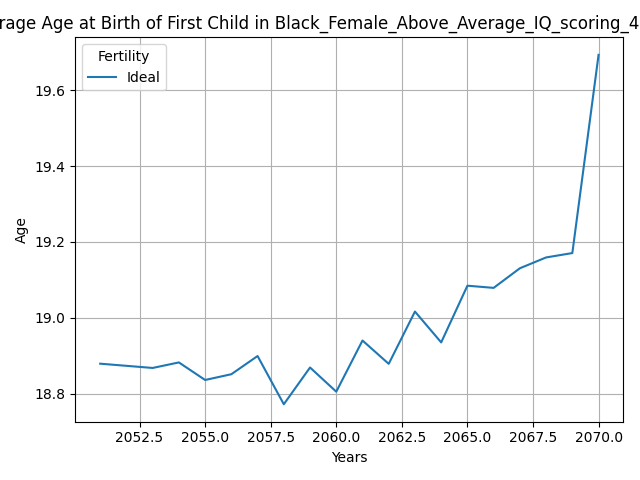 rage Age at Birth of First Child in Black_Female_Above_Average_IQ_scoring_4
Fertility
Ideal
Age
19.6
19.4
19.2
19.0
18.8
2052.5 2055.0 2057.5 2060.0 2062.5 2065.0 2067.5 2070.0
Years